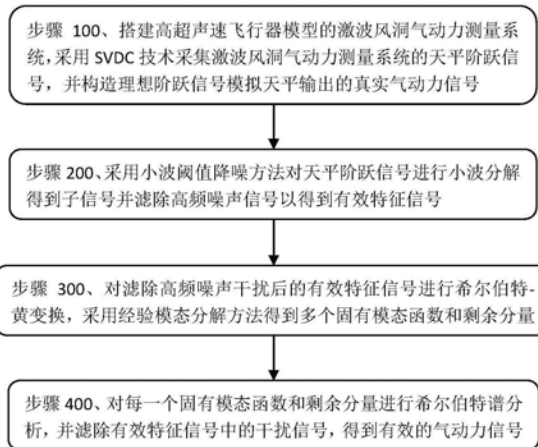 步骤 100、搭建高超声速飞行器模型的激波风洞气动力测量系
统,采用 SVDC 技术采集激波风洞气动力测量系统的天平阶跃信
号,并构造理想阶跃信号模拟天平输出的真实气动力信号
步骤 200、采用小波阈值降噪方法对天平阶跃信号进行小波分解
得到子信号并滤除高频噪声信号以得到有效特征信号
步骤 300、对滤除高频噪声干扰后的有效特征信号进行希尔伯特-
黄变换,采用经验模态分解方法得到多个固有模态函数和剩余分量
步骤 400、对每一个固有模态函数和剩余分量进行希尔伯特谱分
析,并滤除有效特征信号中的干扰信号,得到有效的气动力信号